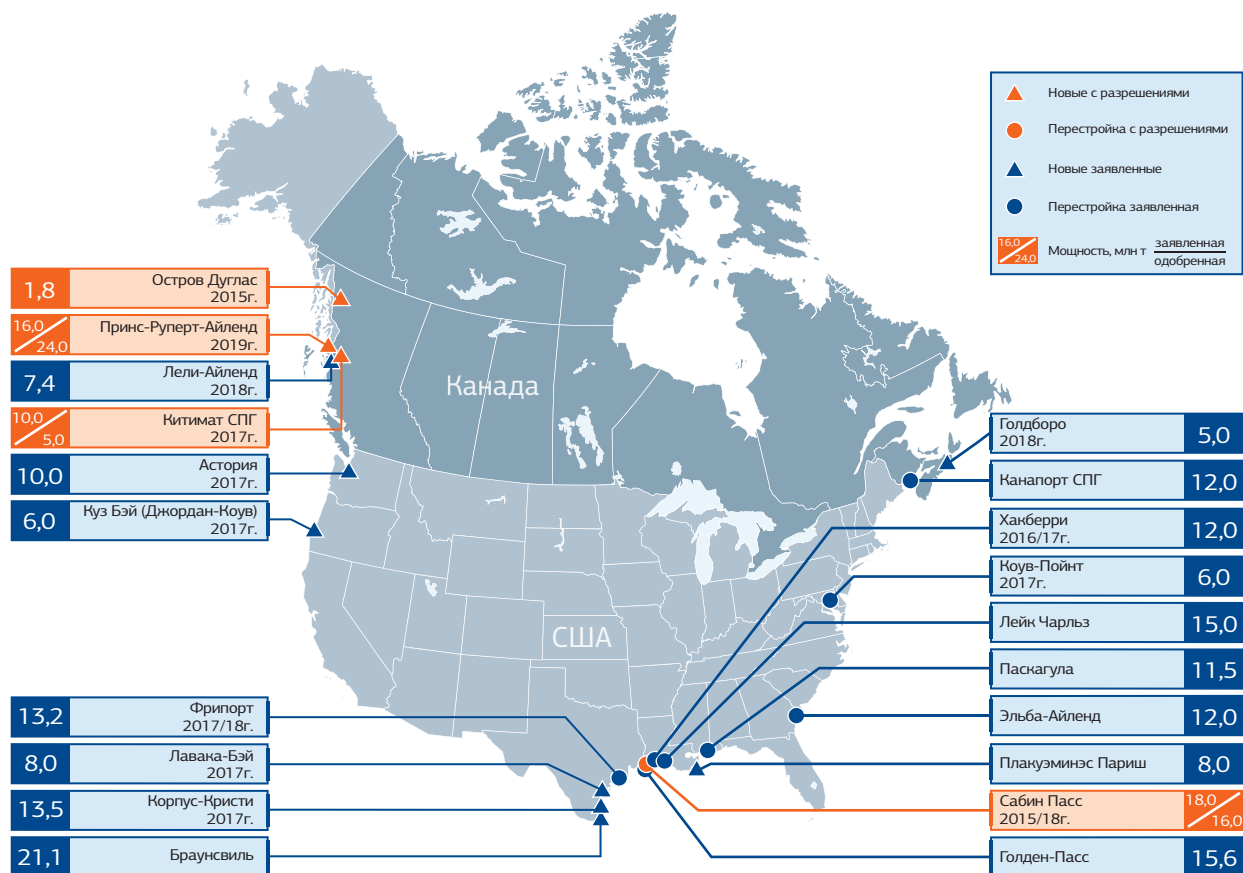 Новые с разрешениями
Перестройка с разрешениями
Новые заявленные
Перестройка заявленная
16,0
24,0
Мощность, млн т
заявленная
одобренная
1,8
Остров Дуглас
2015г.
16,0
24,0
Принс-Руперт-Айленд
2019г.
7,4
Лели-Айленд
2018г.
10,0
5,0
Китимат СПГ
2017г.
10,0
Астория
2017г.
6,0
Куз Бэй (Джордан-Коув)
2017г.
Канада
США
13,2
Фрипорт
2017/18г.
8,0
Лавака-Бэй
2017г.
13,5
Корпус-Кристи
2017г.
21,1
Браунсвиль
Голдборо
2018г.
5,0
Канапорт СПГ
12,0
Хакберри
2016/17г.
12,0
Коув-Пойнт
2017г.
6,0
Лейк Чарльз
15,0
Паскагула
11,5
Эльба-Айленд
12,0
Плакуэминэс Париш
8,0
Сабин Пасс
2015/18г.
18,0
16,0
Голден-Пасс
15,6